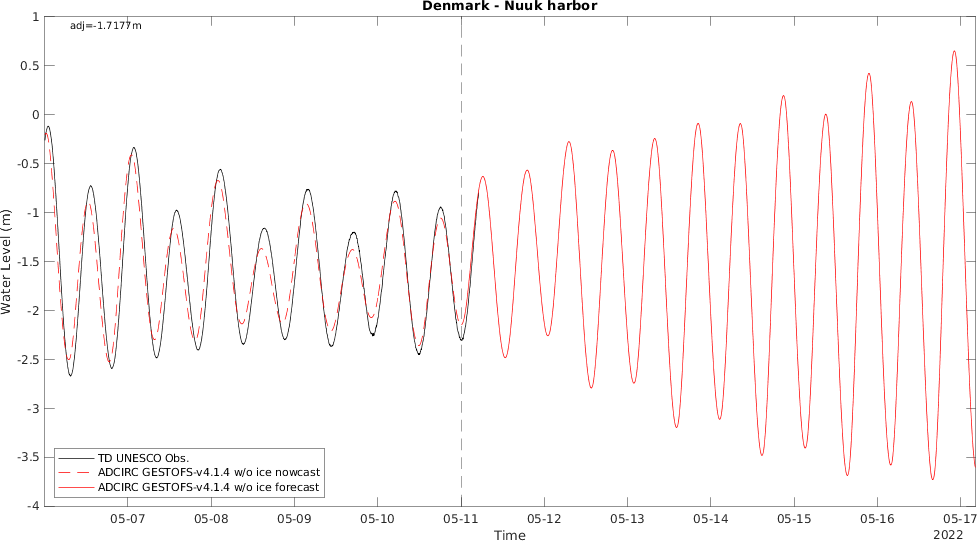 Denmark - Nuuk harbor
adj=-1.7177m
1
0.5
0
-0.5
-1
-1.5
-2
-2.5
-3
-3.5
-4
Water Level (m)
TD UNESCO Obs.
ADCIRC GESTOFS-v4.1.4 w/o ice nowcast
ADCIRC GESTOFS-v4.1.4 w/o ice forecast
05-07 05-08 05-09 05-10 05-11 05-12 05-13 05-14 05-15 05-16 05-17
Time
2022